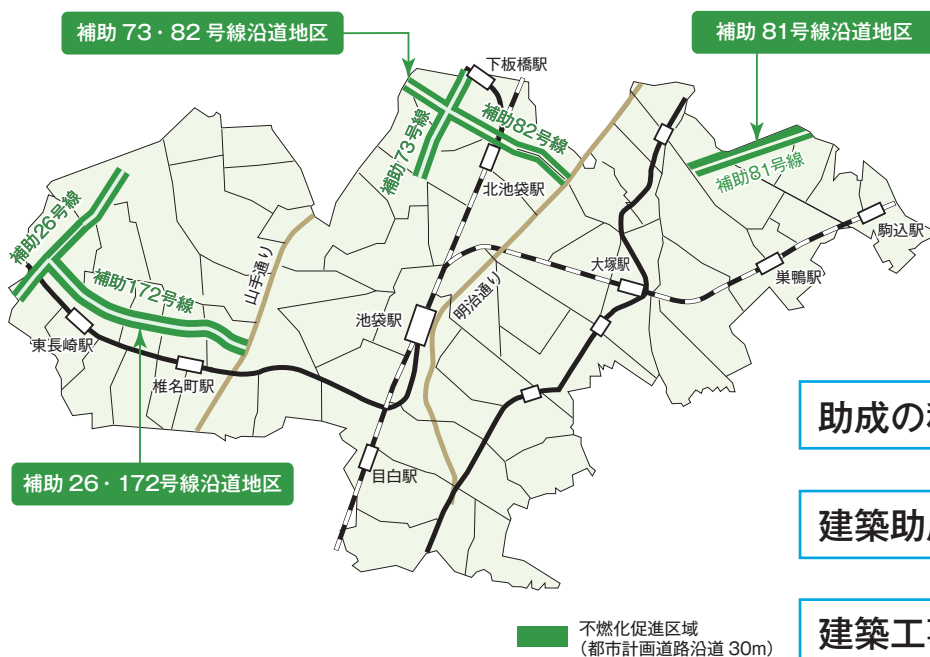 補助 73・82 号線沿道地区
補助 81号線沿道地区
下板橋駅
補助73号線
補助82号線
補助81号線
北池袋駅
補助26号線
補助172号線
山手通り
明治通り
大塚駅
駒込駅
巣鴨駅
池袋駅
東長崎駅
椎名町駅
目白駅
補助 26・172号線沿道地区
助成の
建築助
建築工
不燃化促進区域
（都市計画道路沿道 30m）